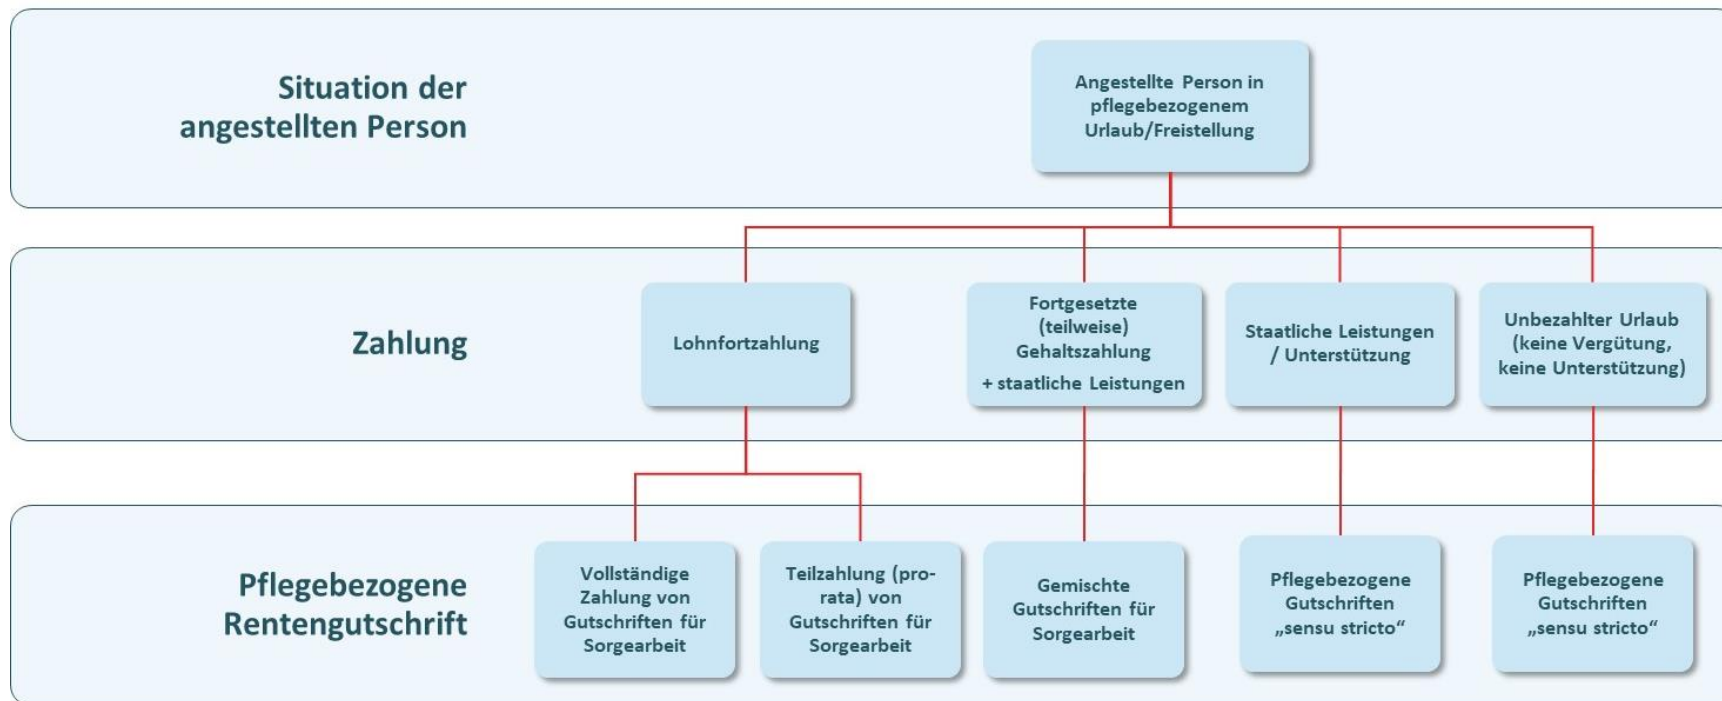 Situation der
angestellten Person
Angestellte Person in
pflegebezogenem
Urlaub/Freistellung
Zahlung
Lohnfortzahlung
Fortgesetzte
(teilweise)
Gehaltszahlung
+ staatliche Leistungen
Staatliche Leistungen
/ Unterstützung
Unbezahlter Urlaub
(keine Vergütung,
keine Unterstützung)
Pflegebezogene
Rentengutschrift
Vollständige
Zahlung von
Gutschriften für
Sorgearbeit
Teilzahlung (pro-
rata) von
Gutschriften für
Sorgearbeit
Gemischte
Gutschriften für
Sorgearbeit
Pflegebezogene
Gutschriften
„sensu stricto“
Pflegebezogene
Gutschriften
„sensu stricto“